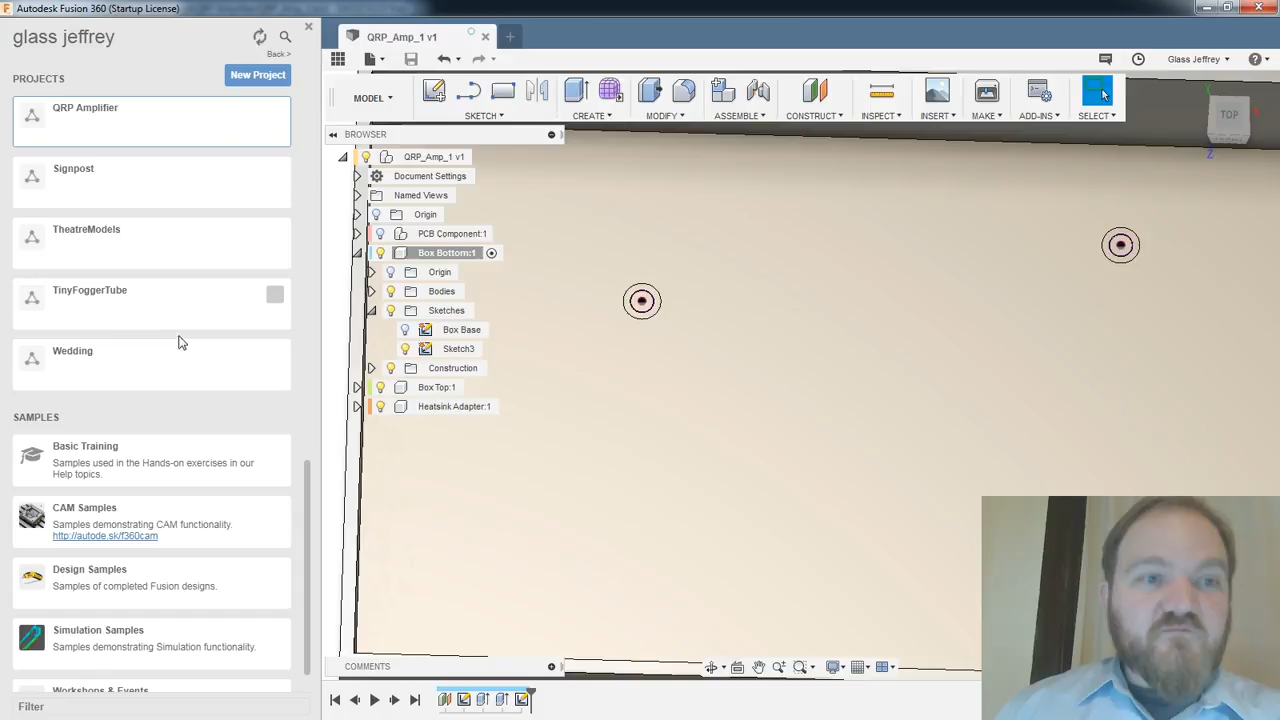 Autodesk Fusion 360 (Startup License)
glass jeffrey
Back >
PROJECTS
New Project
QRP Amplifier
Signpost
TheatreModels
TinyFoggerTube
Wedding
SAMPLES
Basic Training
Samples used in the Hands-on exercises in our
Help topics.
CAM Samples
Samples demonstrating CAM functionality.
http://autode.sk/f360cam
Design Samples
Samples of completed Fusion designs.
Simulation Samples
Samples demonstrating Simulation functionality.
Workshops & Events
Filter
QRP_Amp_1 v1
Glass Jeffrey
MODEL
SKETCH
CREATE
MODIFY
ASSEMBLE
CONSTRUCT
INSPECT
INSERT
MAKE
ADD-INS
SELECT
TOP
Z
BROWSER
QRP_Amp_1 v1
Document Settings
Named Views
Origin
PCB Component:1
Box Bottom:1
Origin
Bodies
Sketches
Box Base
Sketch3
Construction
Box Top:1
Heatsink Adapter:1
COMMENTS